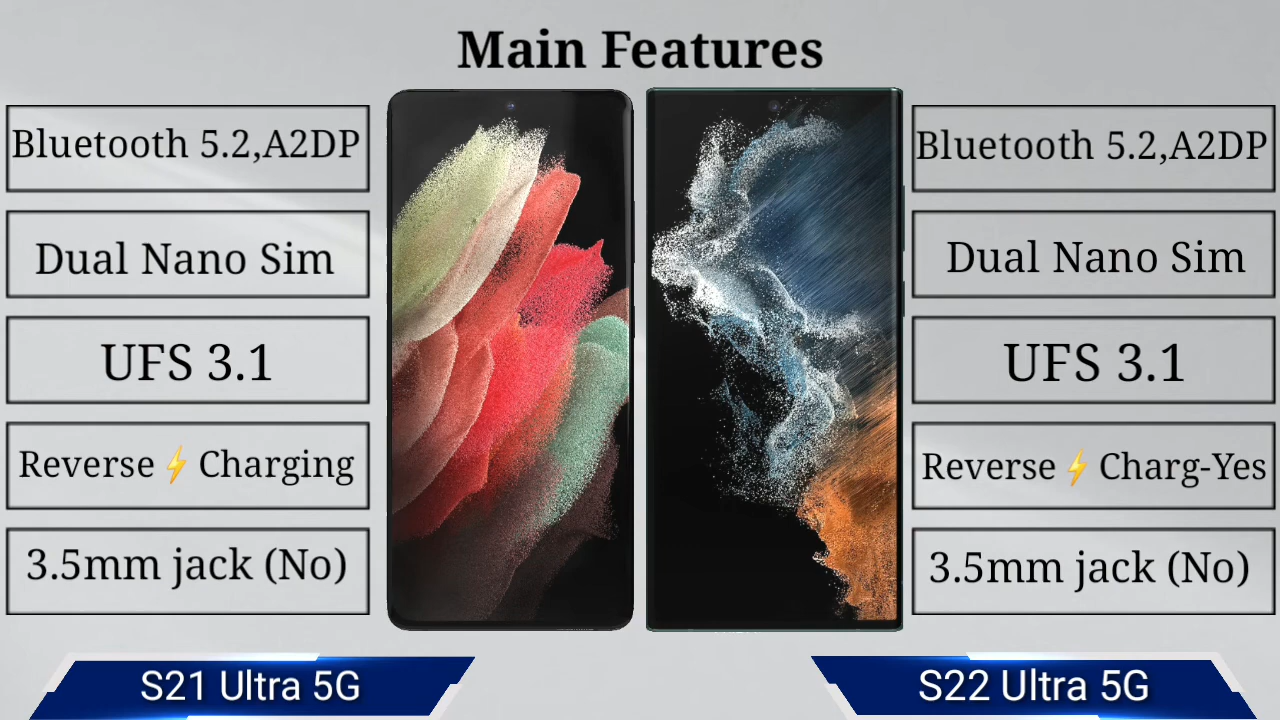 Main Features
Bluetooth 5.2,A2DP
Dual Nano Sim
UFS 3.1
Reverse⚡Charging
3.5mm jack (No)
S21 Ultra 5G
Bluetooth 5.2,A2DP
Dual Nano Sim
UFS 3.1
Reverse⚡Charg-Yes
3.5mm jack (No)
S22 Ultra 5G